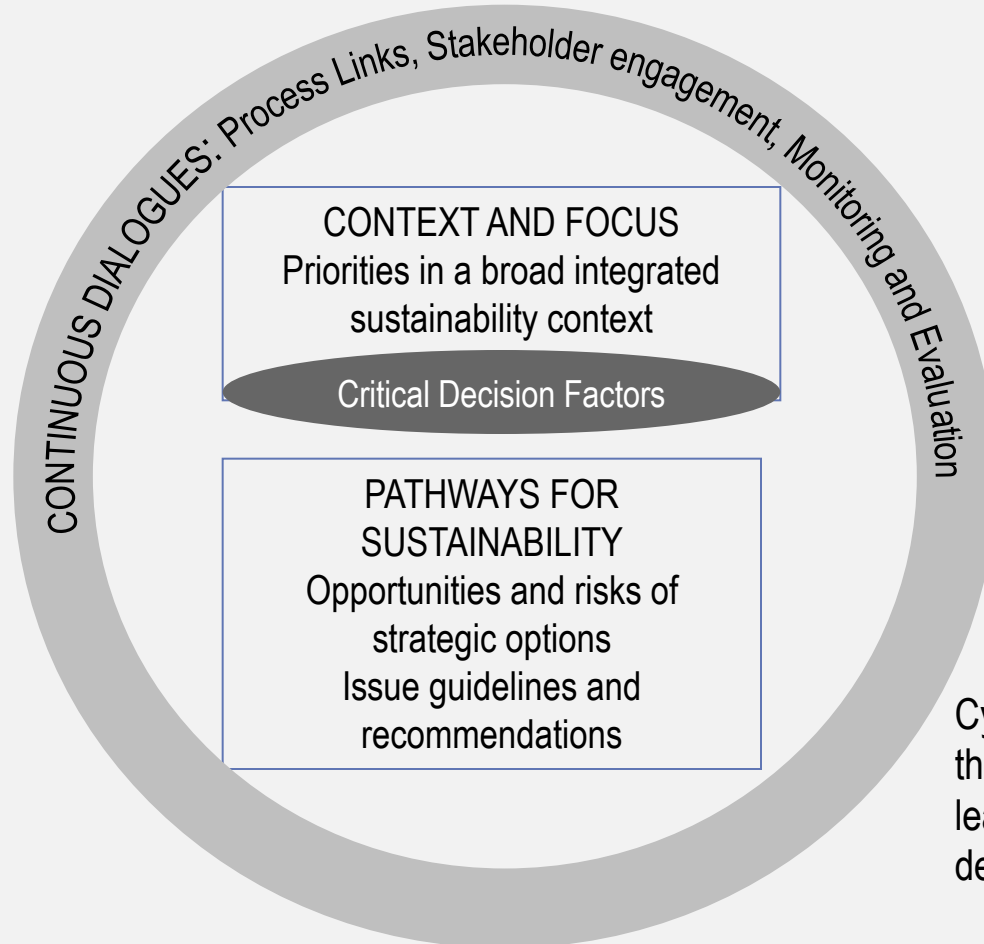 CONTINUOUS DIALOGUES: Process Links, Stakeholder engagement, Monitoring and Evaluation
CONTEXT AND FOCUS
Priorities in a broad integrated
sustainability context
Critical Decision Factors
PATHWAYS FOR
SUSTAINABILITY
Opportunities and risks of
strategic options
Issue guidelines and
recommendations